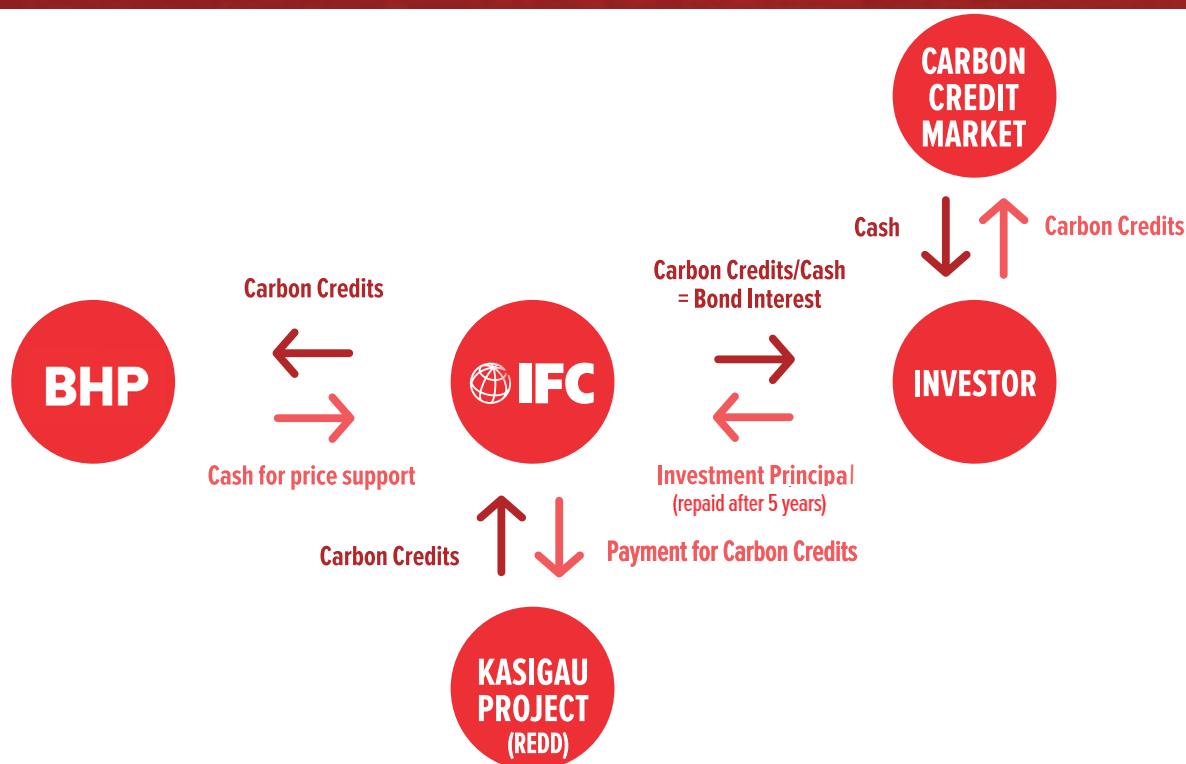 CARBON
CREDIT
MARKET
Cash
Carbon Credits
Carbon Credits/Cash
= Bond Interest
Carbon Credits
BHP
IFC
INVESTOR
Cash for price support
Investment Principal
(repaid after 5 years)
Carbon Credits
Payment for Carbon Credits
KASIGAU
PROJECT
(REDD)